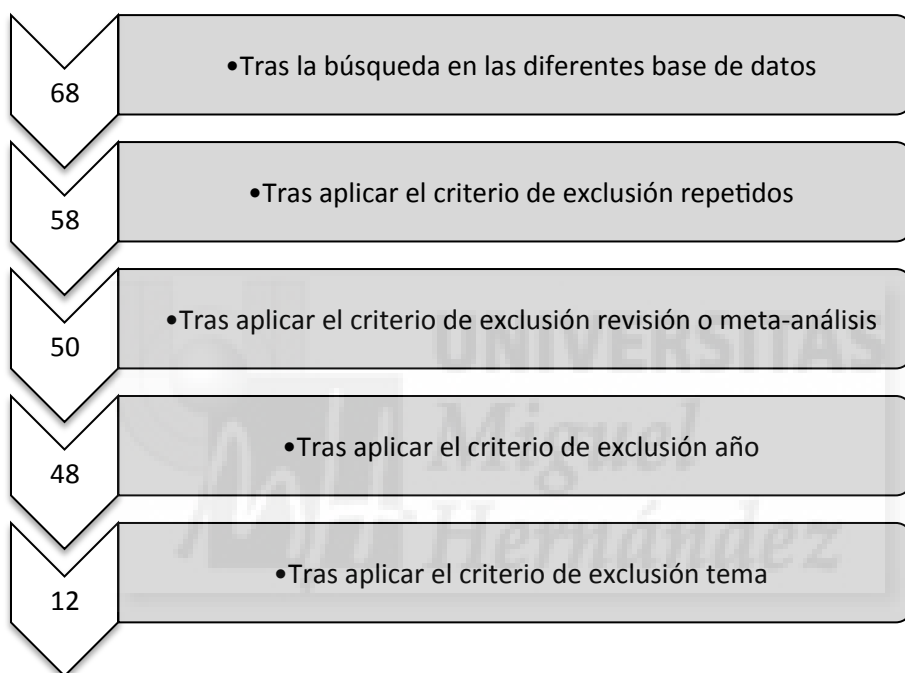 68
•Tras la búsqueda en las diferentes base de datos
58
•Tras aplicar el criterio de exclusión repetidos
50
•Tras aplicar el criterio de exclusión revisión o meta-análisis
UNIVERSITAS
48
•Tras aplicar el criterio de exclusión año
Miguel
12
•Tras aplicar el criterio de exclusión tema
Hernández